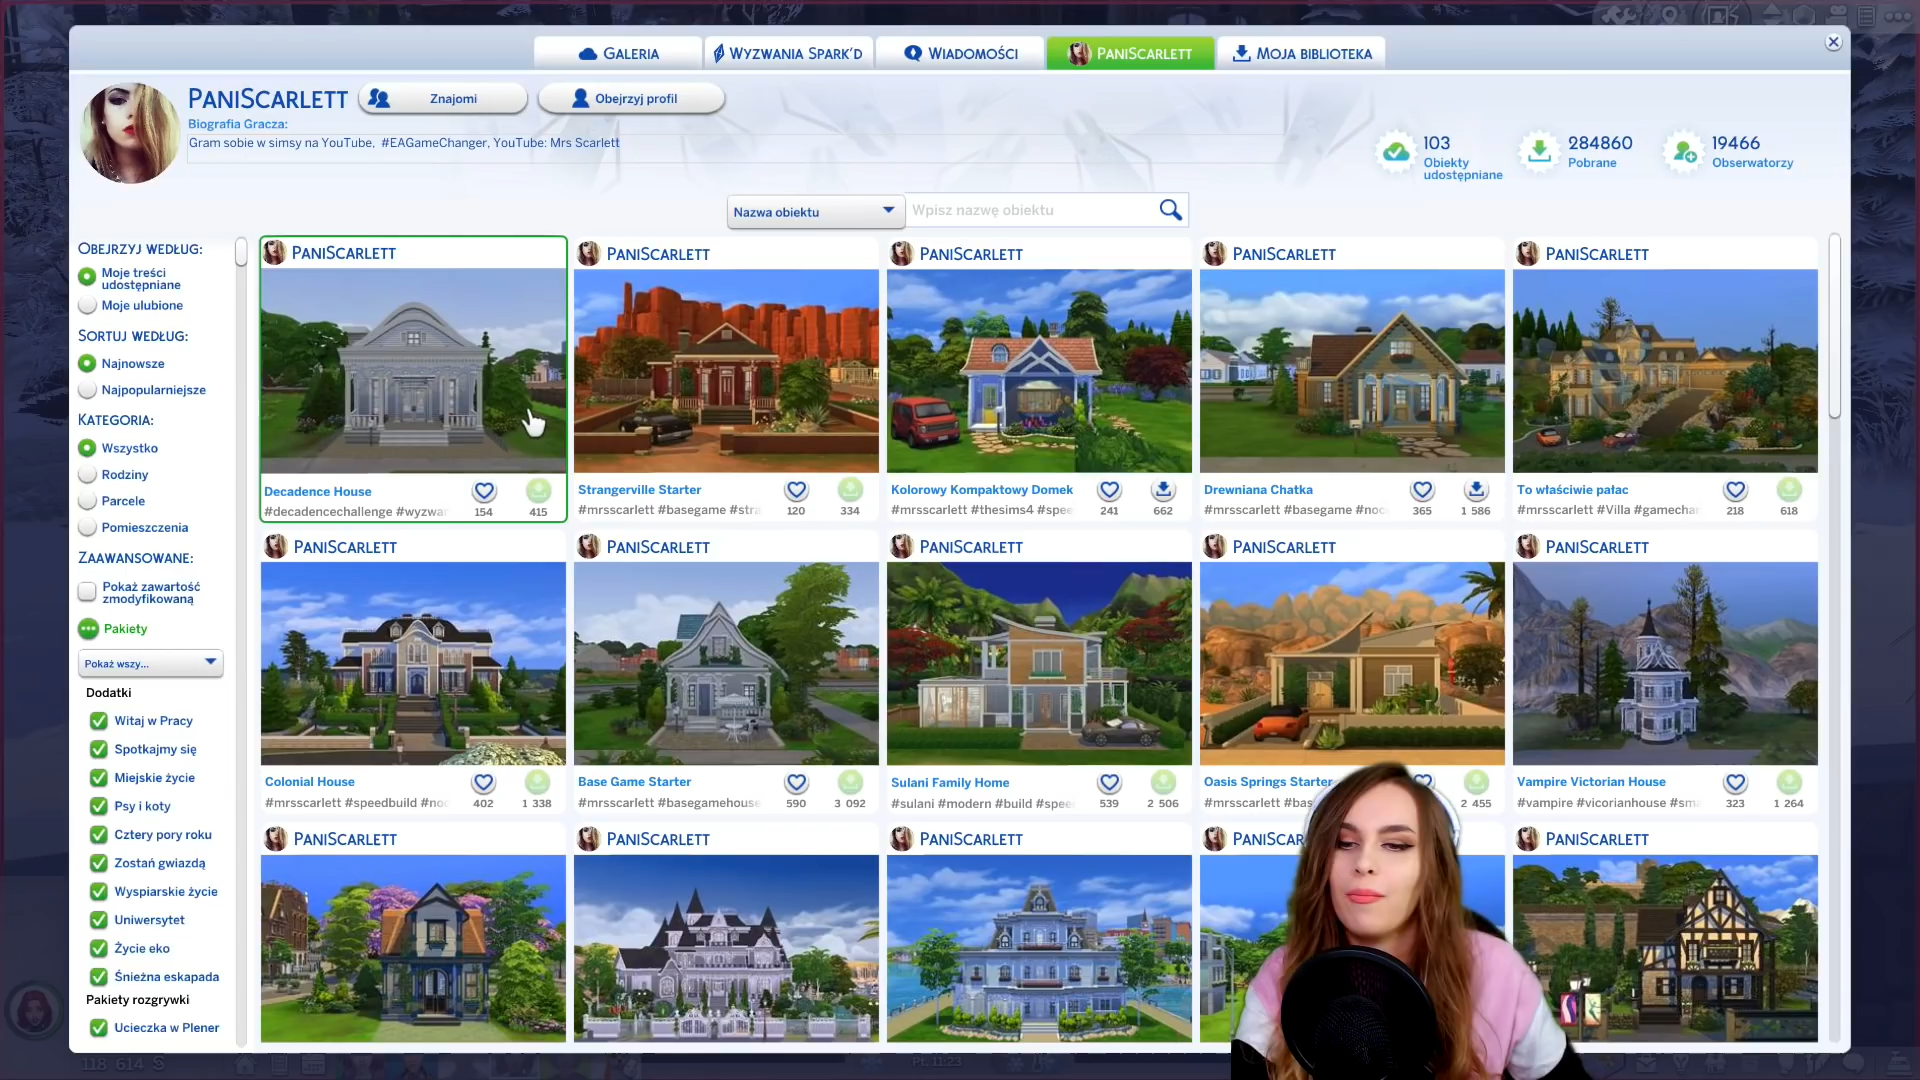 Galeria
Wyzwania Spark'd
Wiadomości
PaniScarlett
Moja biblioteka
PaniScarlett
Znajomi
Obejrzyj profil
Biografia Gracza:
Gram sobie w simsy na YouTube, #EAGameChanger, YouTube: Mrs Scarlett
103
Obiekty
udostępniane
284860
Pobrane
19466
Obserwatorzy
Nazwa obiektu
Wpisz nazwę obiektu
Obejrzyj według:
Moje treści
udostępniane
Moje ulubione
Sortuj według:
Najnowsze
Najpopularniejsze
Kategoria:
Wszystko
Rodziny
Parcele
Pomieszczenia
Zaawansowane:
Pokaż zawartość
zmodyfikowaną
Pakiety
Pokaż wszy...
Dodatki
Witaj w Pracy
Spotkajmy się
Miejskie życie
Psy i koty
Cztery pory roku
Zostań gwiazdą
Wyspiarskie życie
Uniwersytet
Życie eko
Śnieżna eskapada
Pakiety rozgrywki
Ucieczka w Plener
PaniScarlett
Decadence House
#decadencechallenge #wyzwa
154
415
PaniScarlett
Strangerville Starter
#mrsscarlett #basegame #stra
120
334
PaniScarlett
Kolorowy Kompaktowy Domek
#mrsscarlett #thesims4 #spee
241
662
PaniScarlett
Drewniana Chatka
#mrsscarlett #basegame #noc
365
1 586
PaniScarlett
To właściwie pałac
#mrsscarlett #Villa #gamechan
218
618
PaniScarlett
Colonial House
#mrsscarlett #speedbuild #noc
402
1 338
PaniScarlett
Base Game Starter
#mrsscarlett #basegamehouse
590
3 092
PaniScarlett
Sulani Family Home
#sulani #modern #build #spee
539
2 506
PaniScarlett
Oasis Springs Starter
#mrsscarlett #bas
2 455
PaniScarlett
Vampire Victorian House
#vampire #vicorianhouse #sma
323
1 264
PaniScarlett
PaniScarlett
PaniScarlett
PaniScar
PaniScarlett
118 614
Pt. 11:23